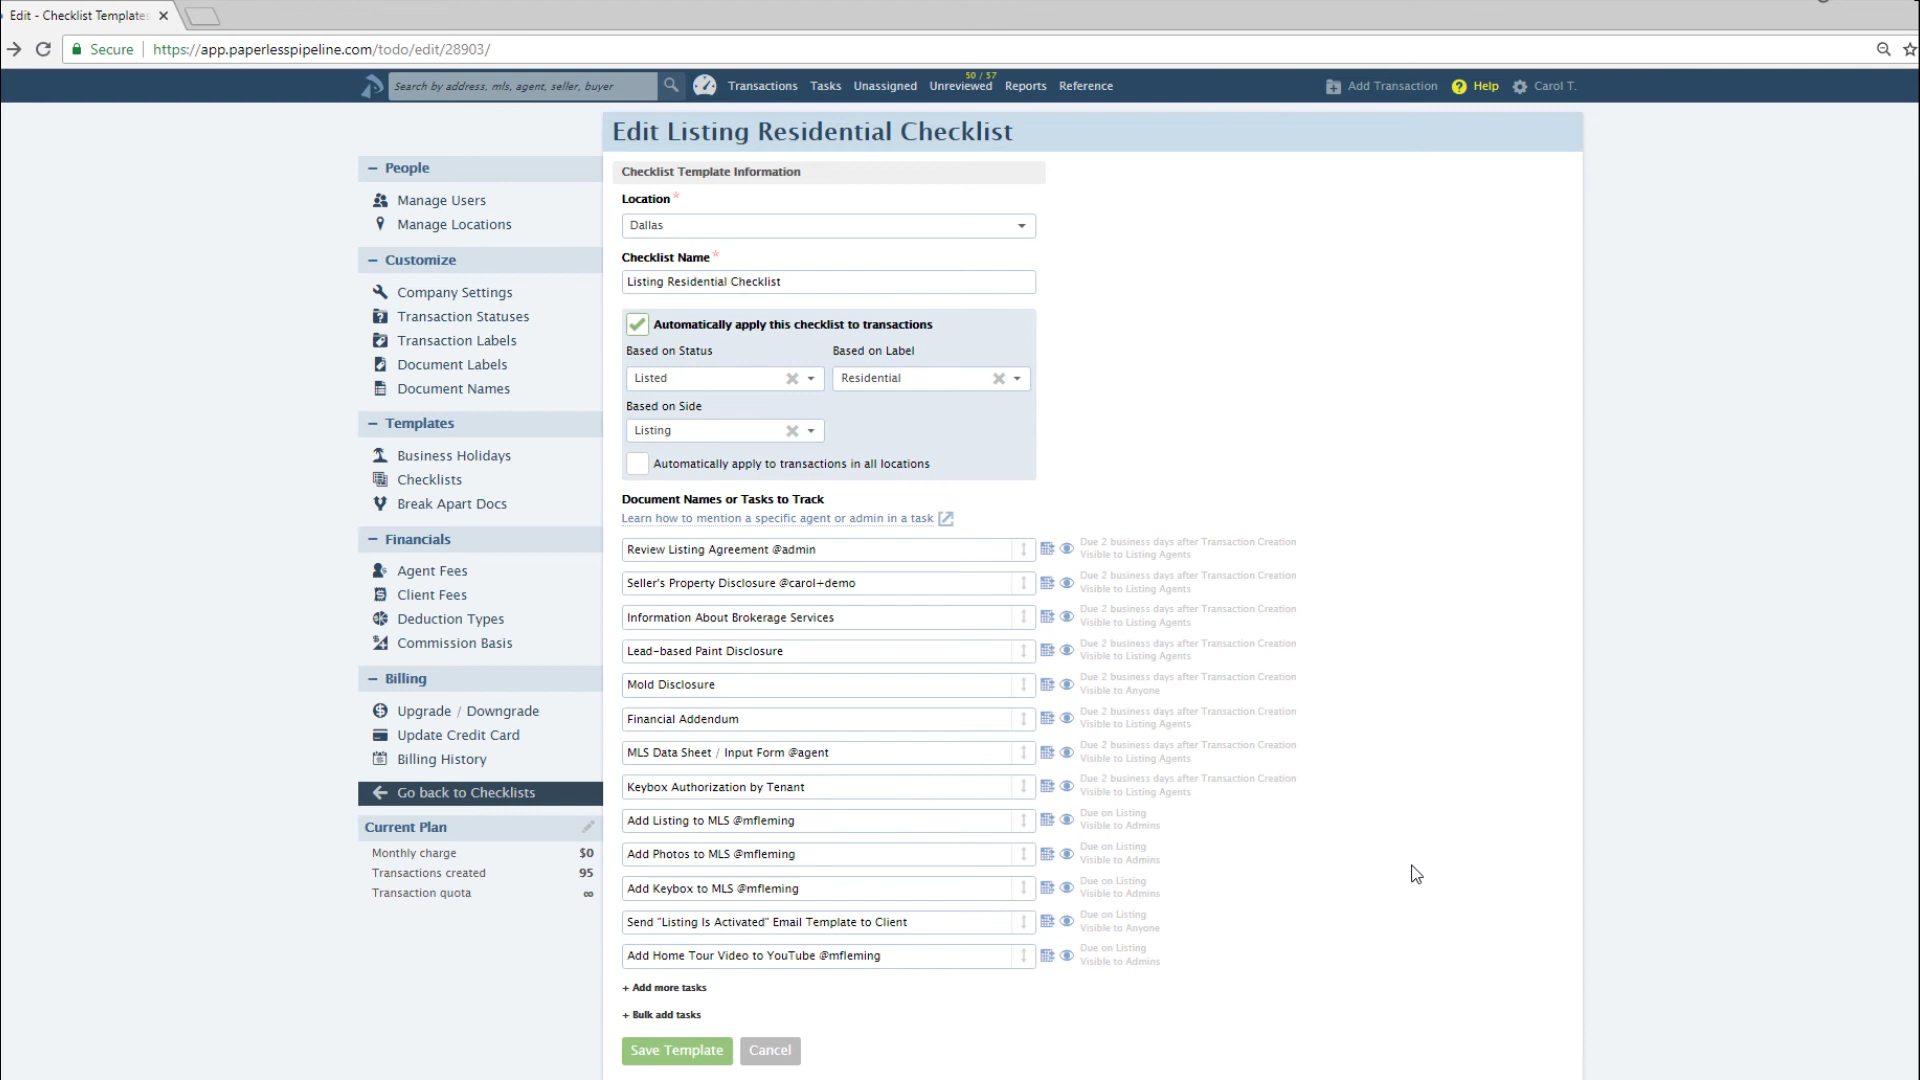 Edit - Checklist Templates
Secure https://app.paperlesspipeline.com/todo/edit/28903/
Search by address, mls, agent, seller, buyer
Transactions Tasks Unassigned Unreviewed 50 / 57 Reports Reference
Add Transaction Help Carol T.
People
Manage Users
Manage Locations
Customize
Company Settings
Transaction Statuses
Transaction Labels
Document Labels
Document Names
Templates
Business Holidays
Checklists
Break Apart Docs
Financials
Agent Fees
Client Fees
Deduction Types
Commission Basis
Billing
Upgrade / Downgrade
Update Credit Card
Billing History
Go back to Checklists
Current Plan
Monthly charge $0
Transactions created 95
Transaction quota ∞
Edit Listing Residential Checklist
Checklist Template Information
Location *
Dallas
Checklist Name *
Listing Residential Checklist
Automatically apply this checklist to transactions
Based on Status Based on Label
Listed Residential
Based on Side
Listing
Automatically apply to transactions in all locations
Document Names or Tasks to Track
Learn how to mention a specific agent or admin in a task
Review Listing Agreement @admin
Due 2 business days after Transaction Creation
Visible to Listing Agents
Seller's Property Disclosure @carol+demo
Due 2 business days after Transaction Creation
Visible to Listing Agents
Information About Brokerage Services
Due 2 business days after Transaction Creation
Visible to Listing Agents
Lead-based Paint Disclosure
Due 2 business days after Transaction Creation
Visible to Listing Agents
Mold Disclosure
Due 2 business days after Transaction Creation
Visible to Anyone
Financial Addendum
Due 2 business days after Transaction Creation
Visible to Listing Agents
MLS Data Sheet / Input Form @agent
Due 2 business days after Transaction Creation
Visible to Listing Agents
Keybox Authorization by Tenant
Due 2 business days after Transaction Creation
Visible to Listing Agents
Add Listing to MLS @mfleming
Due on Listing
Visible to Admins
Add Photos to MLS @mfleming
Due on Listing
Visible to Admins
Add Keybox to MLS @mfleming
Due on Listing
Visible to Admins
Send "Listing Is Activated" Email Template to Client
Due on Listing
Visible to Anyone
Add Home Tour Video to YouTube @mfleming
Due on Listing
Visible to Admins
+ Add more tasks
+ Bulk add tasks
Save Template Cancel